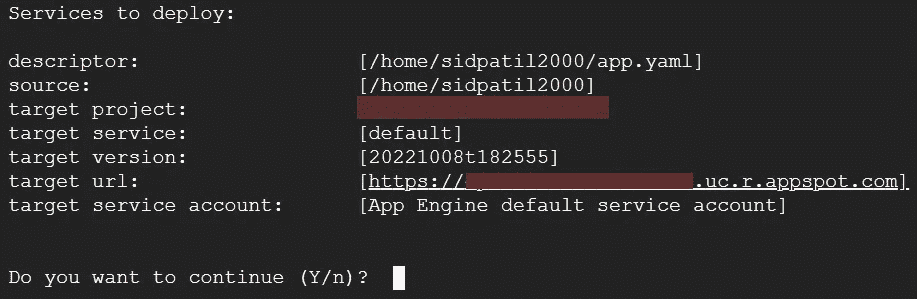 Services to deploy:
descriptor: [/home/sidpatil2000/app.yaml]
source: [/home/sidpatil2000]
target project:
target service: [default]
target version: [20221008t182555]
target url: [https:// .uc.r.appspot.com]
target service account: [App Engine default service account]
Do you want to continue (Y/n)?